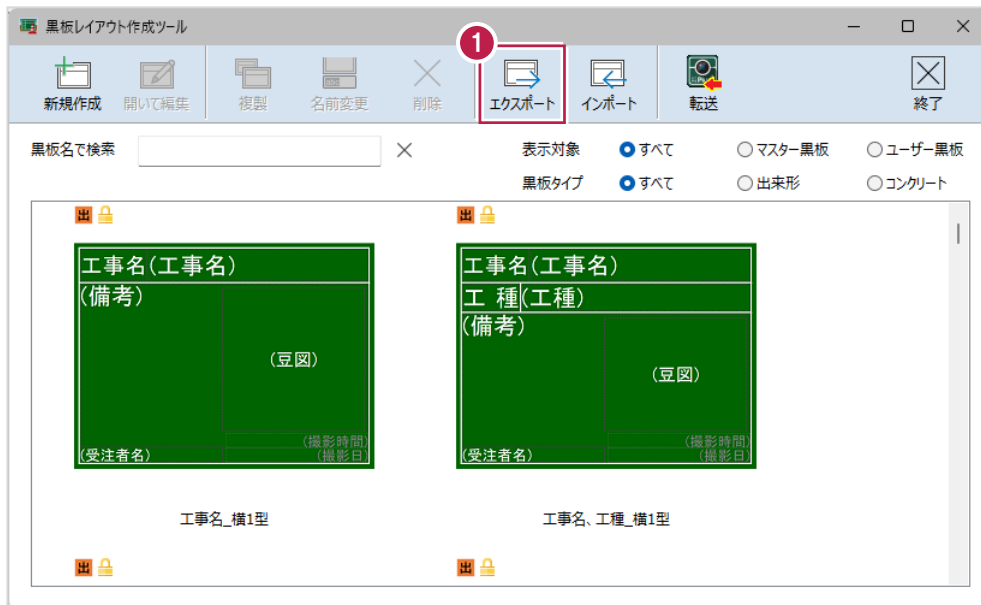 黒板レイアウト作成ツール
1
新規作成 開いて編集 複製 名前変更 削除 エクスポート インポート 転送 終了
黒板名で検索 表示対象 すべて マスター黒板 ユーザー黒板
黒板タイプ すべて 出来形 コンクリート
出 出
工事名(工事名) 工事名(工事名)
(備考) 工 種(工種)
(備考)
(豆図) (豆図)
(撮影時間) (撮影時間)
(受注者名) (撮影日) (受注者名) (撮影日)
工事名_横1型 工事名、工種_横1型
出 出